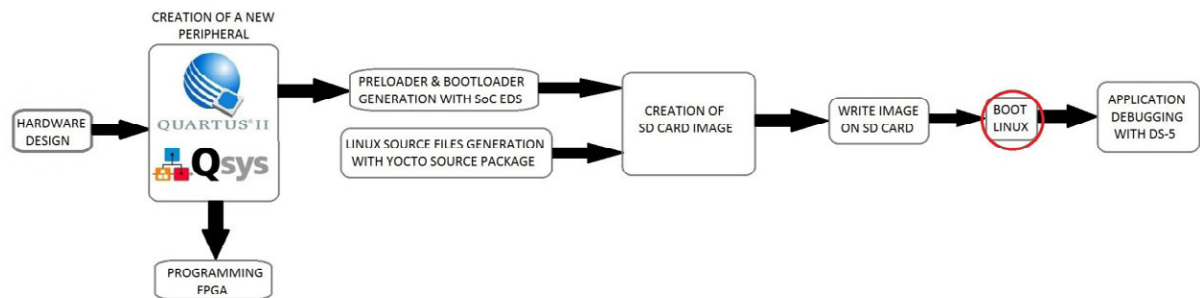 CREATION OF A NEW
PERIPHERAL
QUARTUS® II
Qsys
HARDWARE
DESIGN
PROGRAMMING
FPGA
PRELOADER & BOOTLOADER
GENERATION WITH SoC EDS
LINUX SOURCE FILES GENERATION
WITH YOCTO SOURCE PACKAGE
CREATION OF
SD CARD IMAGE
WRITE IMAGE
ON SD CARD
BOOT
LINUX
APPLICATION
DEBUGGING
WITH DS-5